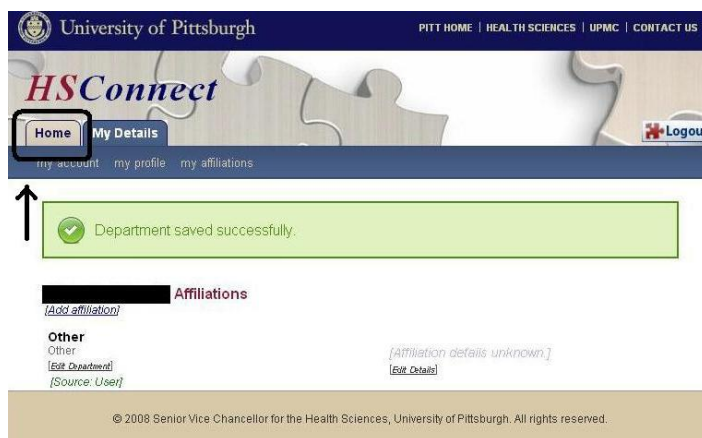 University of Pittsburgh
PITT HOME | HEALTH SCIENCES | UPMC | CONTACT US
HSConnect
Home
My Details
Logou
my account my profile my affiliations
Department saved successfully.
Affiliations
[Add affiliation]
Other
Other
[Affiliation details unknown.]
[Edit Department]
[Edit Details]
[Source: User]
© 2008 Senior Vice Chancellor for the Health Sciences, University of Pittsburgh. All rights reserved.